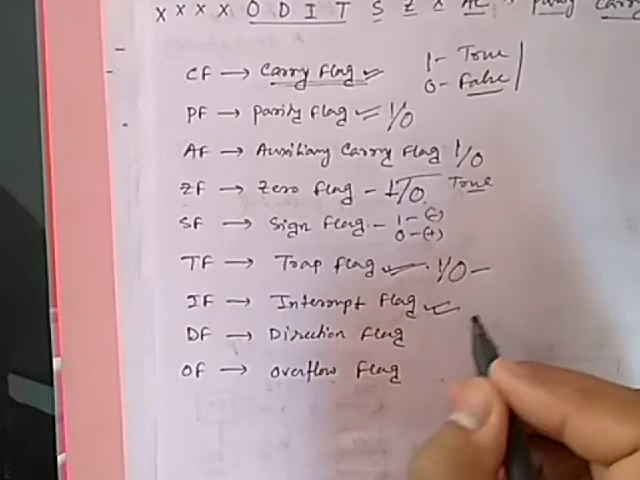 x x x x O D I T S Z x AC x Parity Carry
CF → Carry Flag 1 - True
0 - False
PF → Parity Flag 1/0
AF → Auxiliary Carry Flag 1/0
ZF → Zero Flag - 1/0 True
SF → Sign Flag - 1 - (-)
0 - (+)
TF → Trap Flag 1/0 -
IF → Interrupt Flag
DF → Direction Flag
OF → Overflow Flag